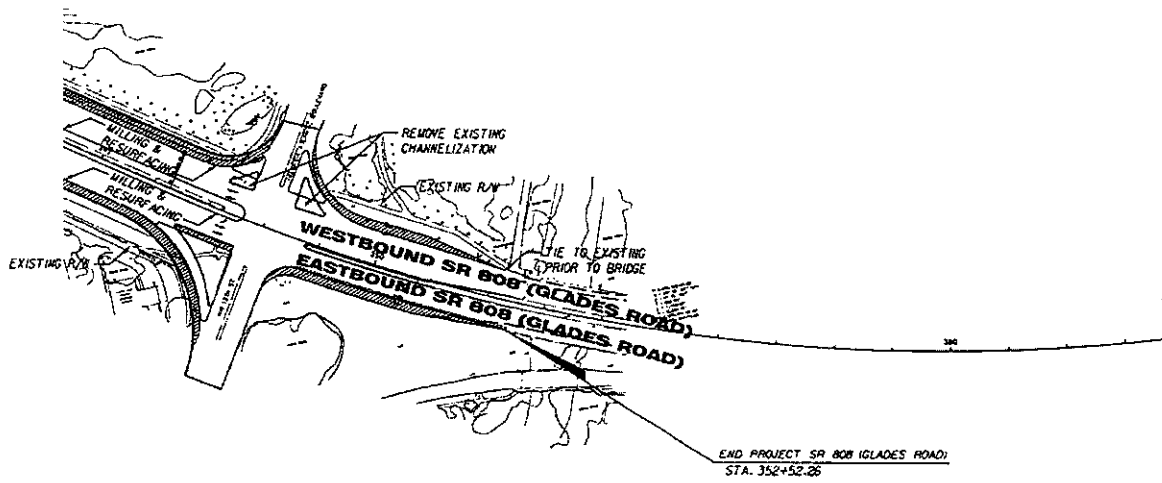 REMOVE EXISTING
CHANNELIZATION
MILLING &
RESURFACING
MILLING &
RESURFACING
EXISTING R/W
EXISTING R/W
WESTBOUND SR 808 (GLADES ROAD)
EASTBOUND SR 808 (GLADES ROAD)
TIE TO EXISTING
PRIOR TO BRIDGE
END PROJECT SR 808 (GLADES ROAD)
STA. 352+52.26